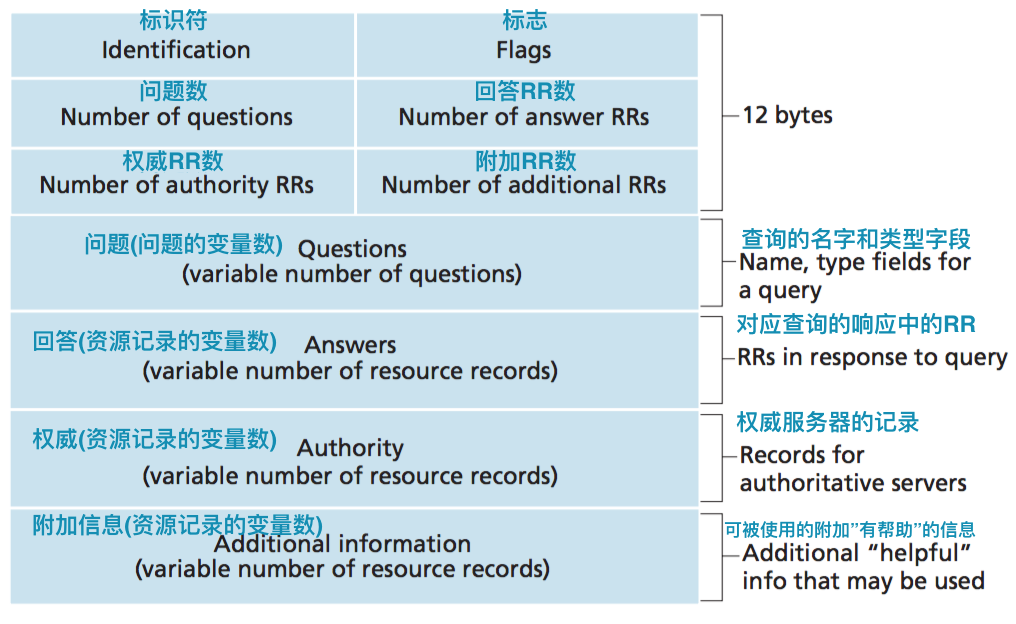 标识符
Identification
标志
Flags
问题数
Number of questions
回答RR数
Number of answer RRs
12 bytes
权威RR数
Number of authority RRs
附加RR数
Number of additional RRs
问题(问题的变量数) Questions
(variable number of questions)
查询的名字和类型字段
Name, type fields for
a query
回答(资源记录的变量数) Answers
(variable number of resource records)
对应查询的响应中的RR
RRs in response to query
权威(资源记录的变量数) Authority
(variable number of resource records)
权威服务器的记录
Records for
authoritative servers
附加信息(资源记录的变量数)
Additional information
(variable number of resource records)
可被使用的附加”有帮助”的信息
Additional “helpful”
info that may be used